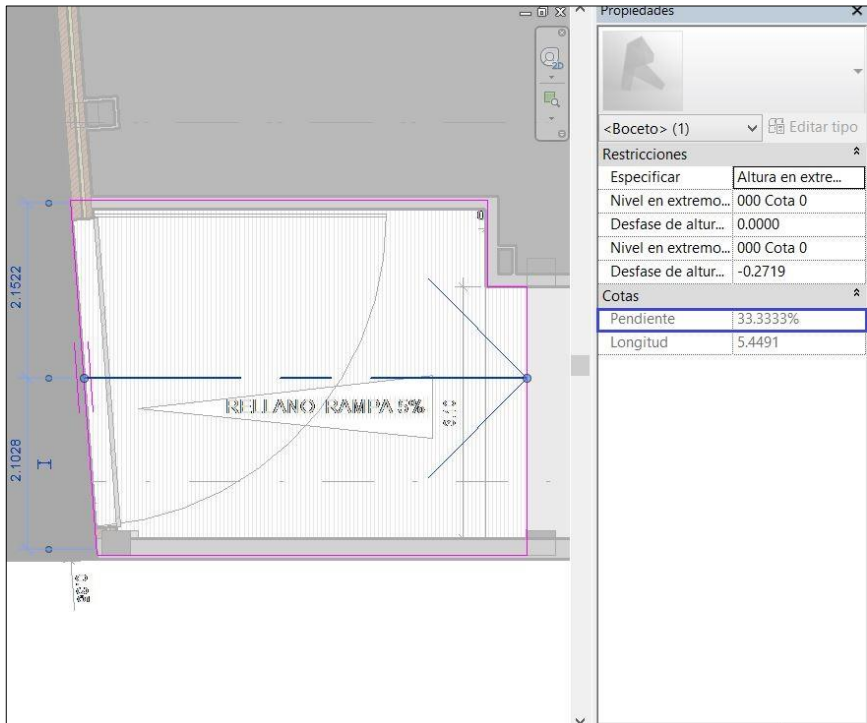 Propiedades
2D
<Boceto> (1)
Editar tipo
Restricciones
Especificar
Altura en extre...
Nivel en extremo...
000 Cota 0
Desfase de altur...
0.0000
Nivel en extremo...
000 Cota 0
Desfase de altur...
-0.2719
Cotas
Pendiente
33.3333%
Longitud
5.4491
2.1522
2.1028
RELLANO RAMPA 5%